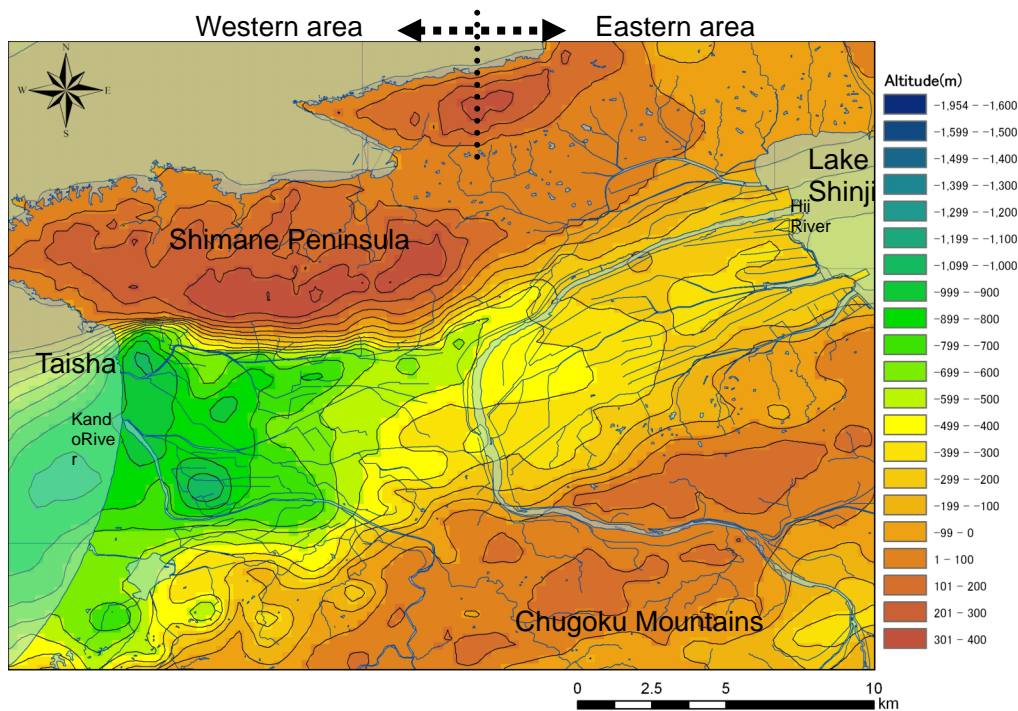 Western area
Eastern area
N
W
E
S
Altitude(m)
-1,954 - -1,600
-1,599 - -1,500
-1,499 - -1,400
-1,399 - -1,300
-1,299 - -1,200
-1,199 - -1,100
-1,099 - -1,000
-999 - -900
-899 - -800
-799 - -700
-699 - -600
-599 - -500
-499 - -400
-399 - -300
-299 - -200
-199 - -100
-99 - 0
1 - 100
101 - 200
201 - 300
301 - 400
Lake
Shinji
Hii
River
Shimane Peninsula
Taisha
Kand
oRive
r
Chugoku Mountains
0 2.5 5 10
km